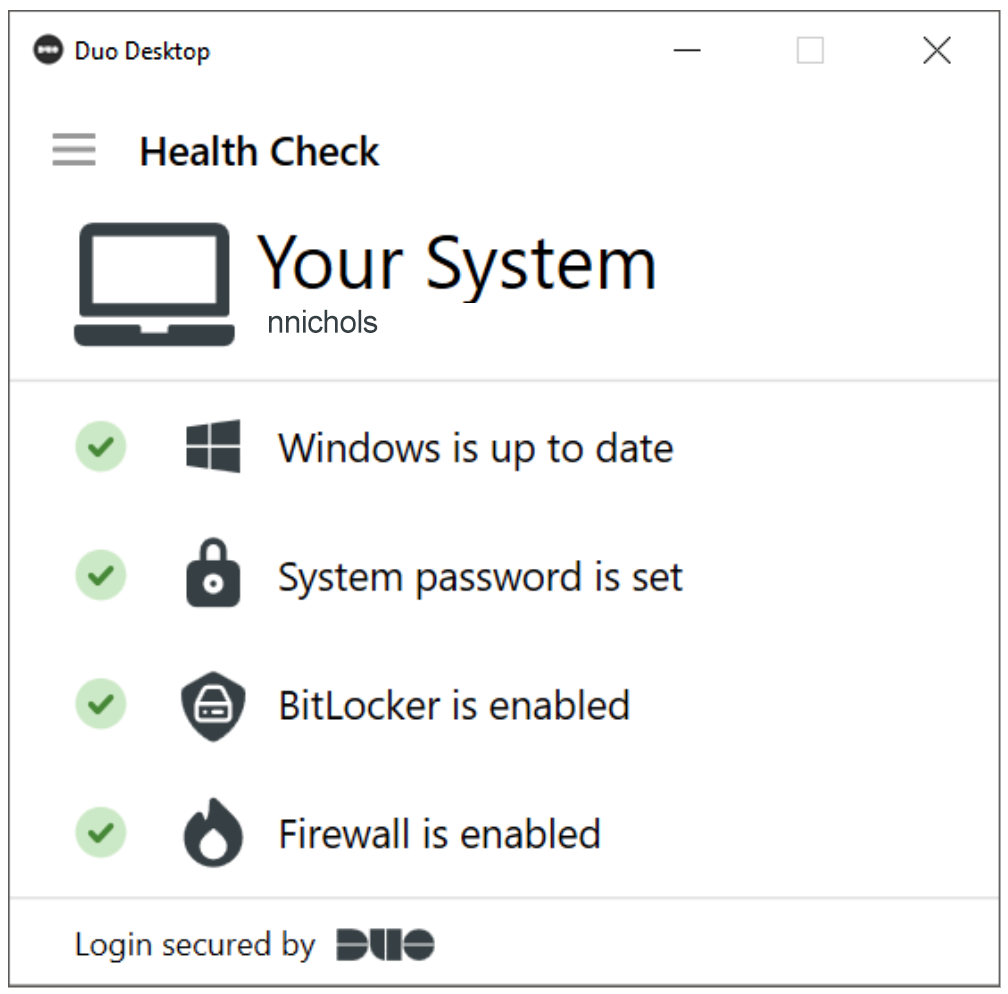 Duo Desktop
Health Check
Your System
nnichols
Windows is up to date
System password is set
BitLocker is enabled
Firewall is enabled
Login secured by DUO